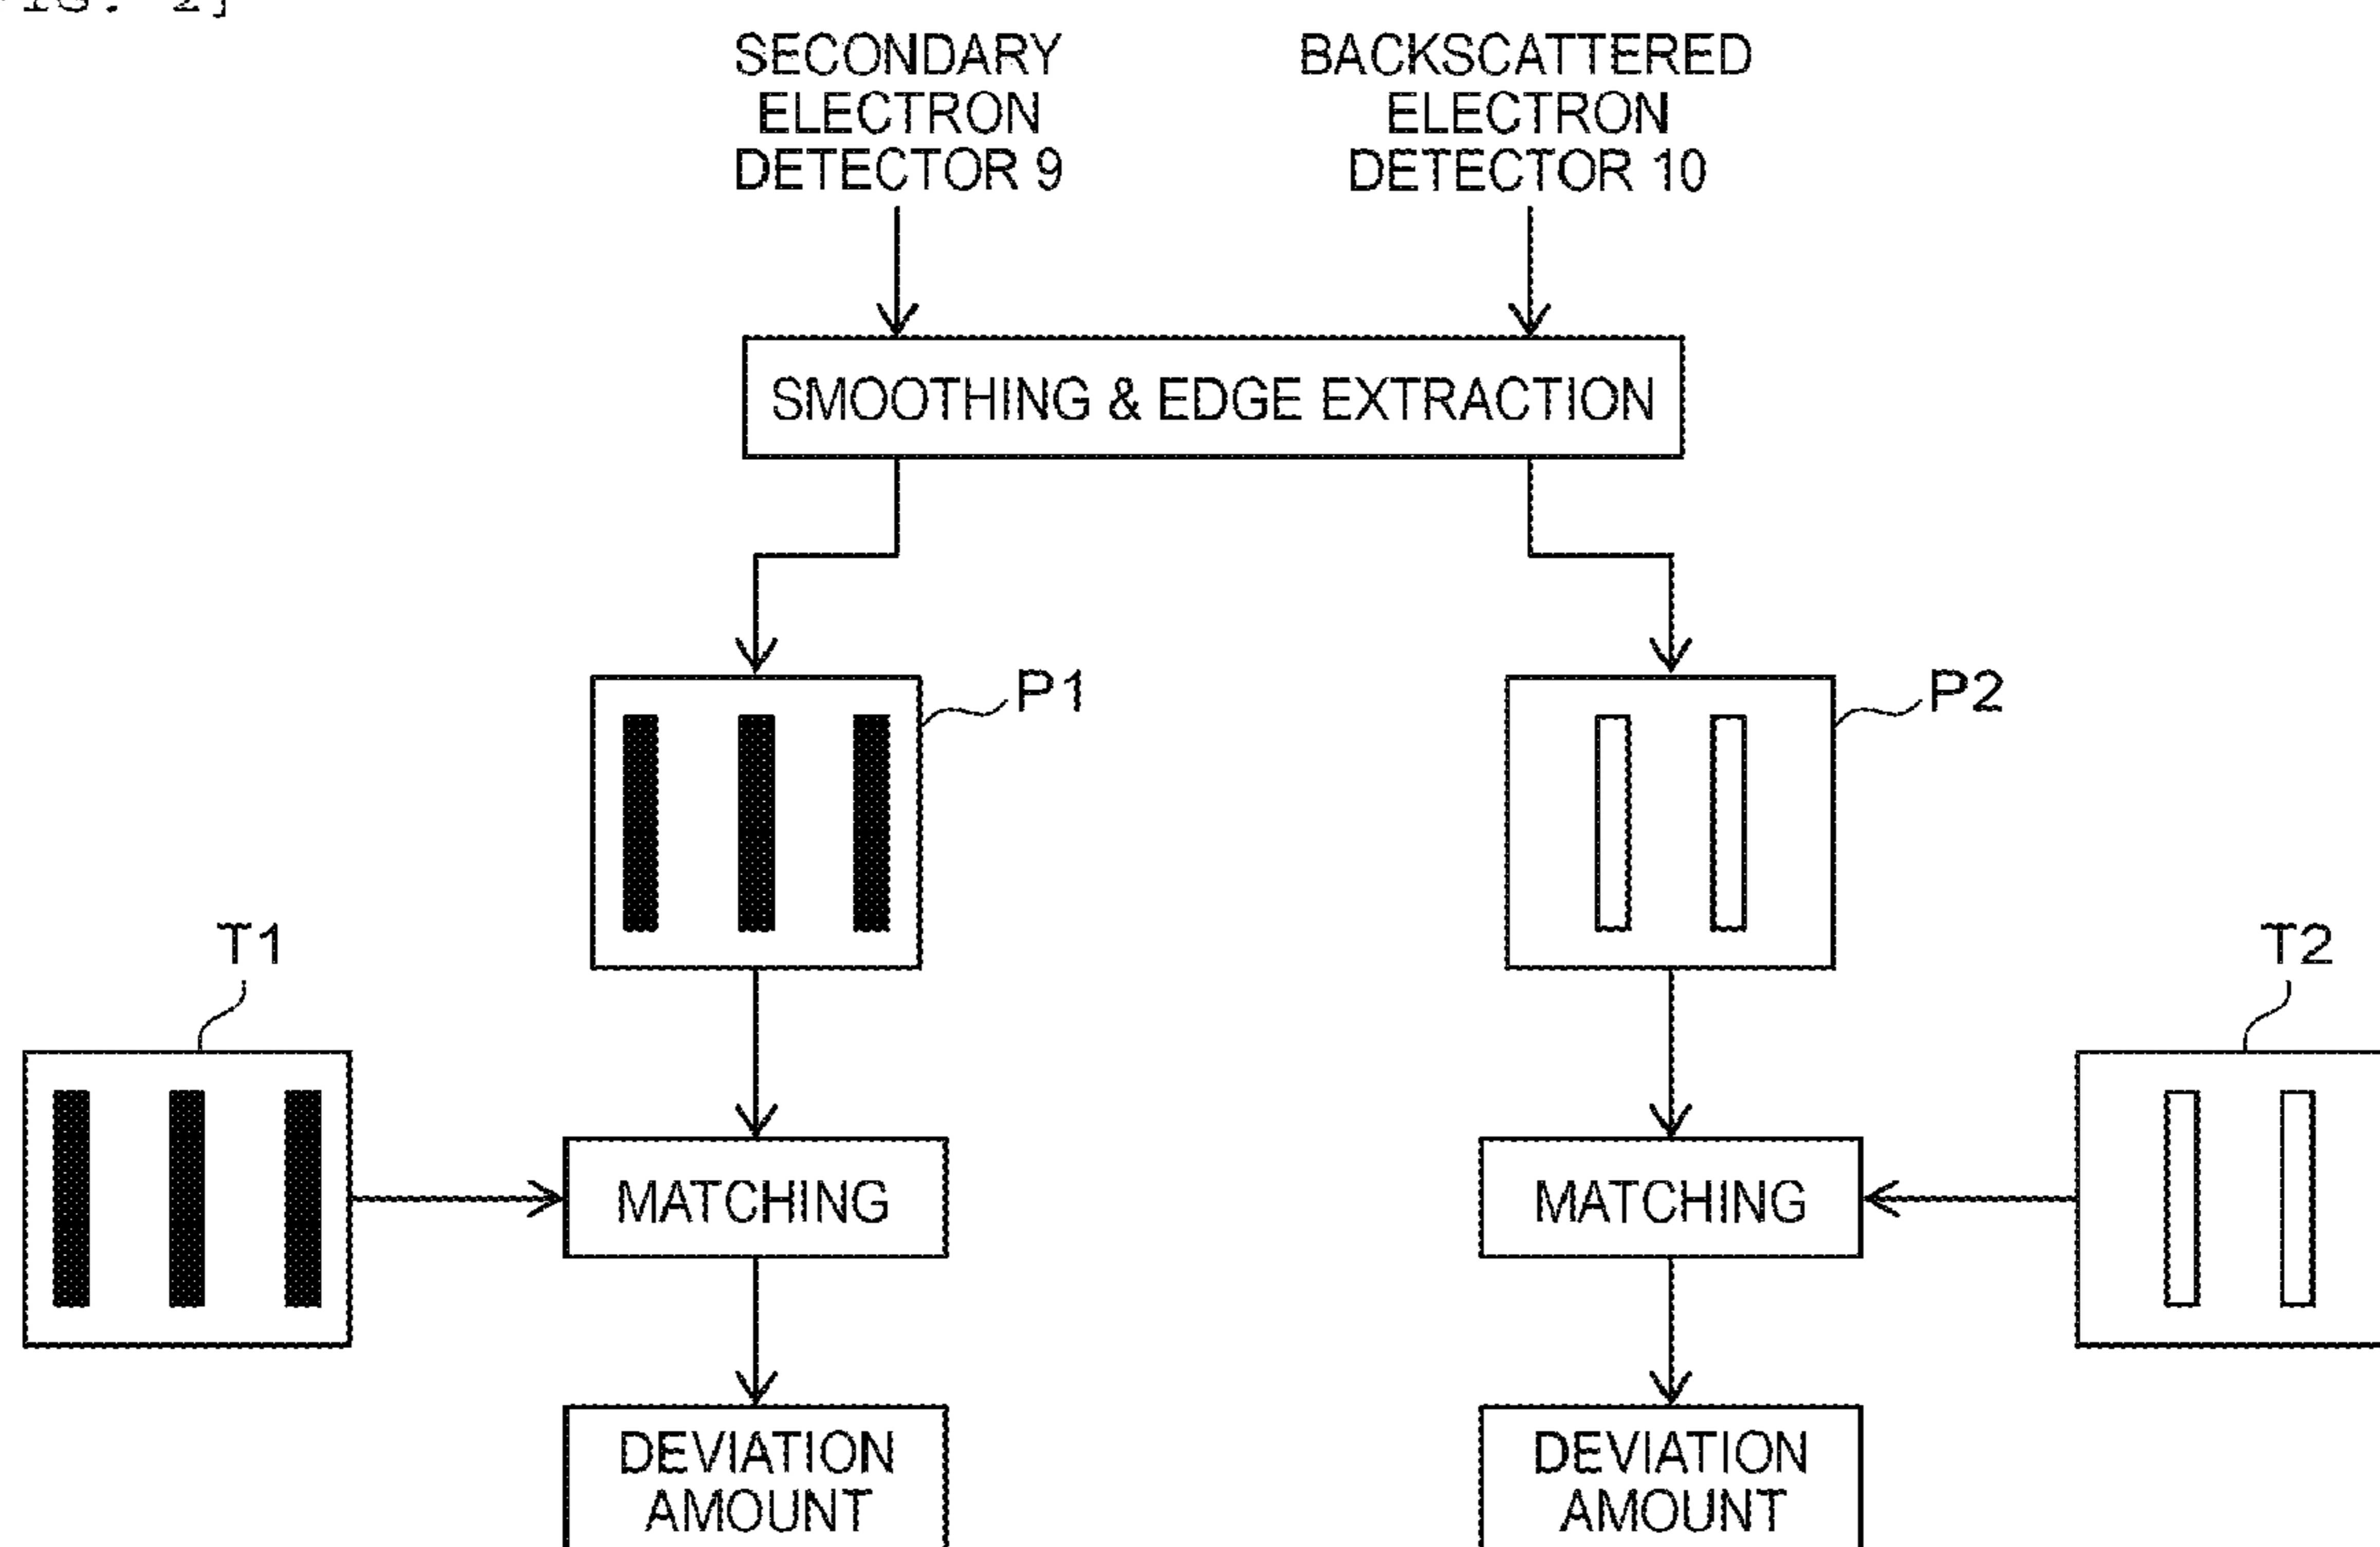 SECONDARY
ELECTRON
DETECTOR 9
BACKSCATTERED
ELECTRON
DETECTOR 10
SMOOTHING & EDGE EXTRACTION
P1
P2
T1
T2
MATCHING
MATCHING
DEVIATION
AMOUNT
DEVIATION
AMOUNT